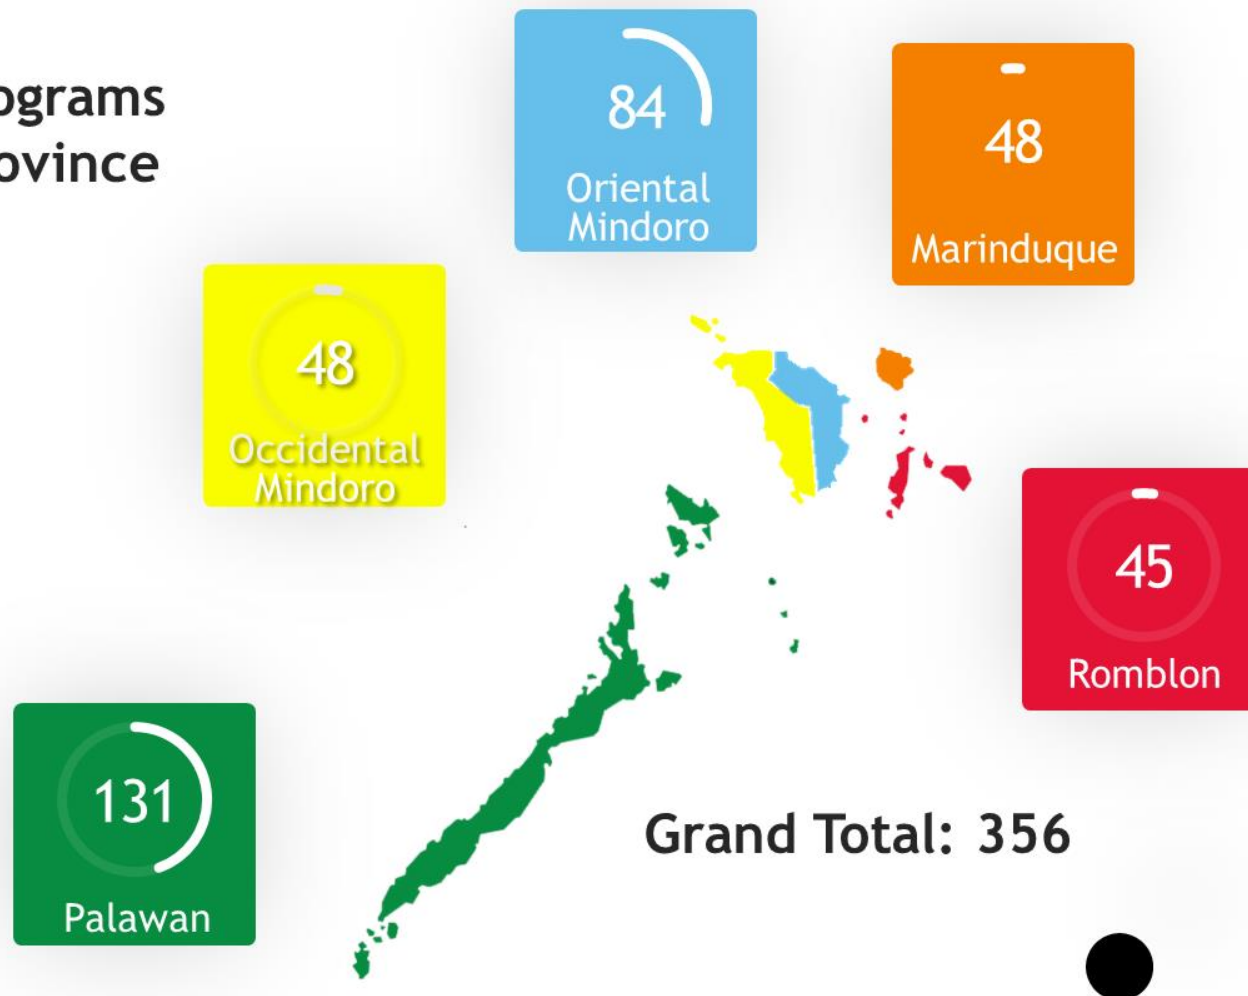 ograms
ovince
84
Oriental
Mindoro
48
Marinduque
48
Occidental
Mindoro
45
Romblon
131
Palawan
Grand Total: 356